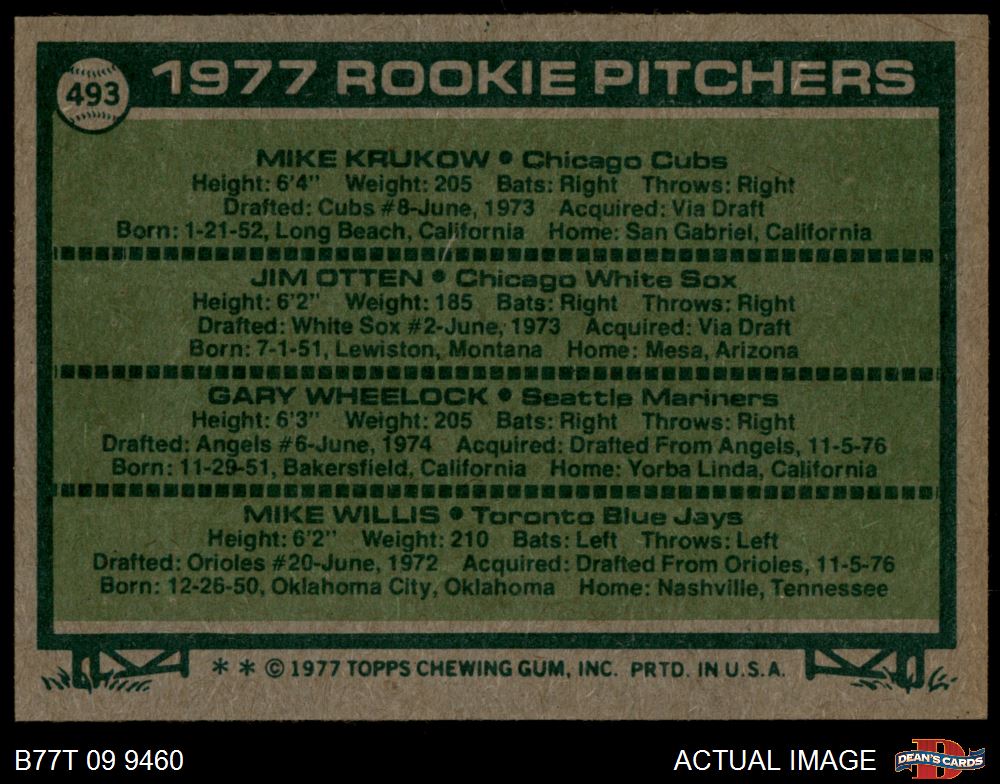 493
1977 ROOKIE PITCHERS
MIKE KRUKOW • Chicago Cubs
Height: 6'4" Weight: 205 Bats: Right Throws: Right
Drafted: Cubs #8-June, 1973 Acquired: Via Draft
Born: 1-21-52, Long Beach, California Home: San Gabriel, California
JIM OTTEN • Chicago White Sox
Height: 6'2" Weight: 185 Bats: Right Throws: Right
Drafted: White Sox #2-June, 1973 Acquired: Via Draft
Born: 7-1-51, Lewiston, Montana Home: Mesa, Arizona
GARY WHEELOCK • Seattle Mariners
Height: 6'3" Weight: 205 Bats: Right Throws: Right
Drafted: Angels #6-June, 1974 Acquired: Drafted From Angels, 11-5-76
Born: 11-29-51, Bakersfield, California Home: Yorba Linda, California
MIKE WILLIS • Toronto Blue Jays
Height: 6'2" Weight: 210 Bats: Left Throws: Left
Drafted: Orioles #20-June, 1972 Acquired: Drafted From Orioles, 11-5-76
Born: 12-26-50, Oklahoma City, Oklahoma Home: Nashville, Tennessee
* * © 1977 TOPPS CHEWING GUM, INC. PRTD. IN U.S.A.
B77T 09 9460
ACTUAL IMAGE
D
DEAN'S CARDS